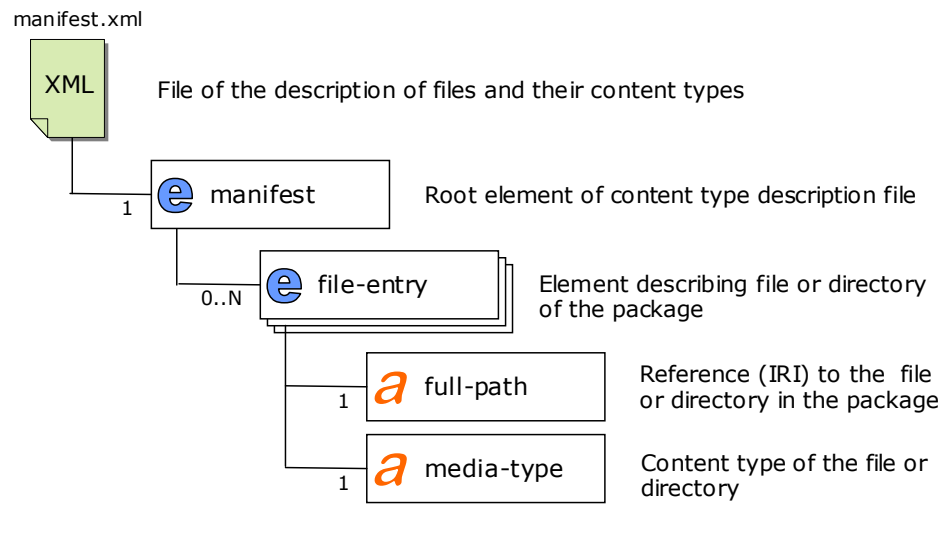 manifest.xml
XML
File of the description of files and their content types
e manifest
1
Root element of content type description file
e file-entry
0..N
Element describing file or directory
of the package
a full-path
1
Reference (IRI) to the  file
or directory in the package
a media-type
1
Content type of the file or
directory